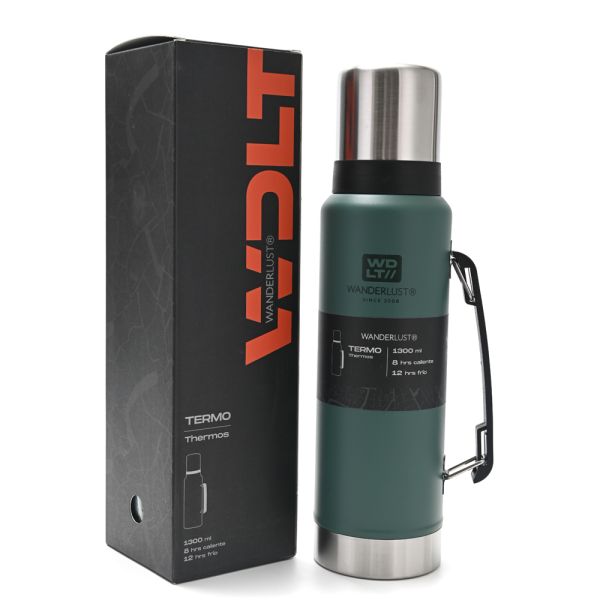 WDLT
WANDERLUST®
TERMO
Thermos
1300 ml
8 hrs caliente
12 hrs frío
WD
LT//
WANDERLUST®
SINCE 2008
WANDERLUST®
TERMO
Thermos
1300 ml
8 hrs caliente
12 hrs frío